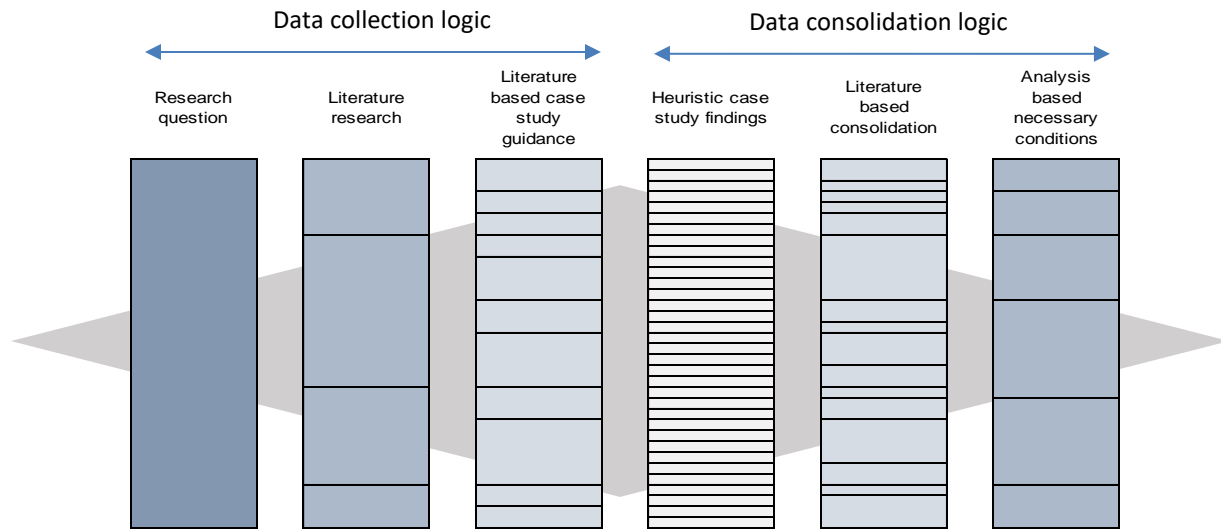 Data collection logic
Data consolidation logic
Research
question
Literature
research
Literature
based case
study
guidance
Heuristic case
study findings
Literature
based
consolidation
Analysis
based
necessary
conditions